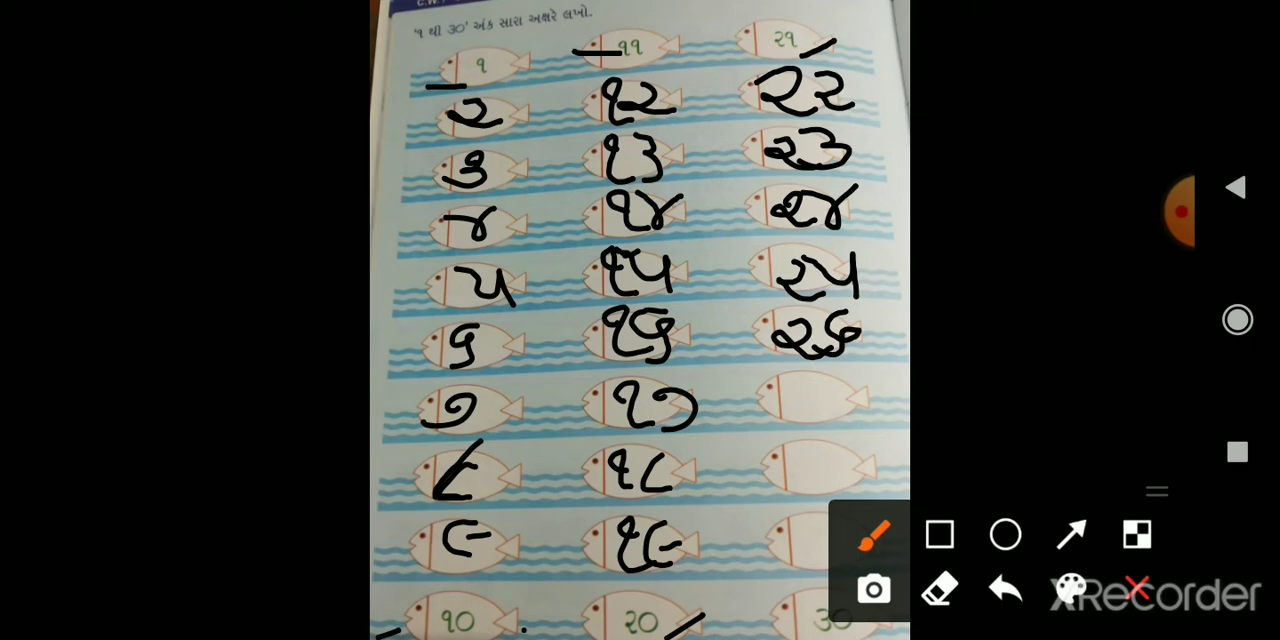 C.W.
'૧ થી ૩૦' અંક સારા અક્ષરે લખો.
૧ ૧૧ ૨૧
૨ ૧૨ ૨૨
૩ ૧૩ ૨૩
૪ ૧૪ ૨૪
૫ ૧૫ ૨૫
૬ ૧૬ ૨૬
૭ ૧૭
૮ ૧૮
૯ ૧૯
૧૦ ૨૦ ૩૦
XRecorder